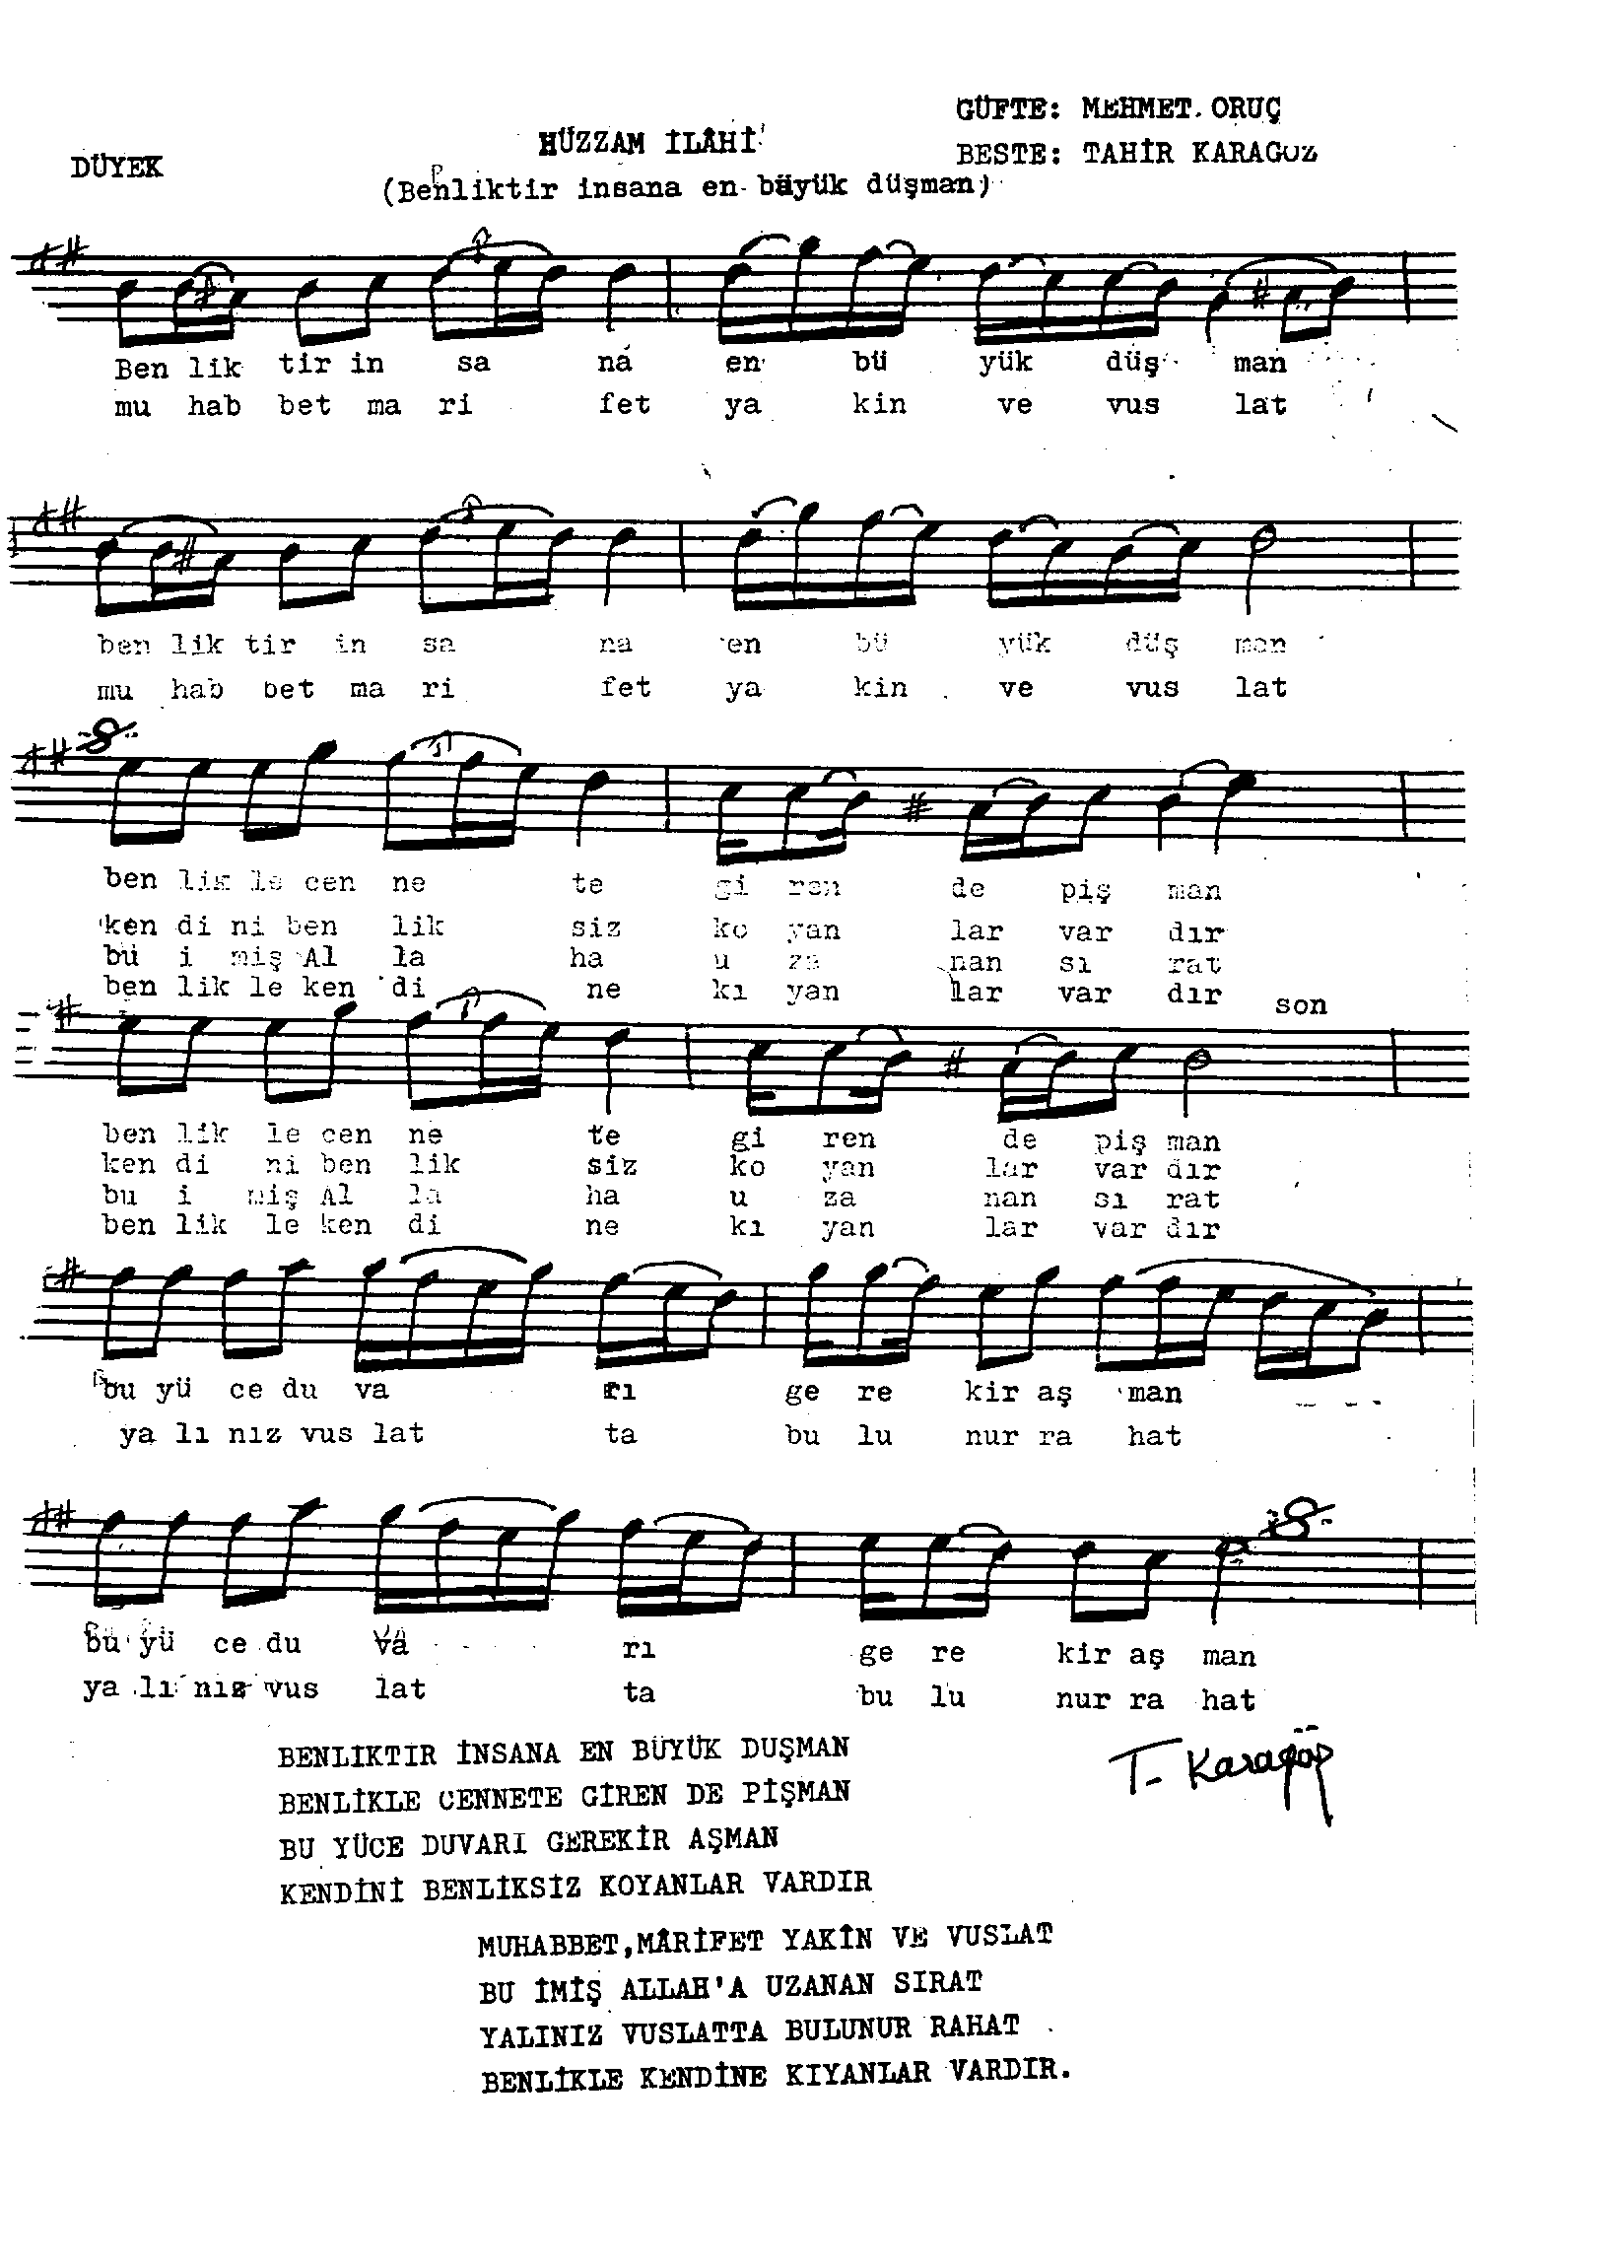 GÜFTE: MEHMET ORUÇ
HÜZZAM İLÂHİ
DÜYEK
BESTE: TAHİR KARAGÖZ
(Benliktir insana en büyük düşman)
Ben lik tir in sa na en bü yük düş man
mu hab bet ma ri fet ya kin ve vus lat
ben lik tir in sa na en bü yük düş man
mu hab bet ma ri fet ya kin ve vus lat
ben lik le cen ne te gi ren de piş man
ken di ni ben lik siz ko yan lar var dır
bu i miş Al la ha u za nan sı rat
ben lik le ken di ne kı yan lar var dır son
ben lik le cen ne te gi ren de piş man
ken di ni ben lik siz ko yan lar var dır
bu i miş Al la ha u za nan sı rat
ben lik le ken di ne kı yan lar var dır
bu yü ce du va rı ge re kir aş man
ya lı nız vus lat ta bu lu nur ra hat
bu yü ce du va rı ge re kir aş man
ya lı nız vus lat ta bu lu nur ra hat
BENLIKTIR İNSANA EN BÜYÜK DUŞMAN
T. Karagöz
BENLİKLE CENNETE GİREN DE PİŞMAN
BU YÜCE DUVARI GEREKİR AŞMAN
KENDİNİ BENLİKSİZ KOYANLAR VARDIR
MUHABBET,MÂRİFET YAKÎN VE VUSLAT
BU İMİŞ ALLAH'A UZANAN SIRAT
YALINIZ VUSLATTA BULUNUR RAHAT
BENLİKLE KENDİNE KIYANLAR VARDIR.